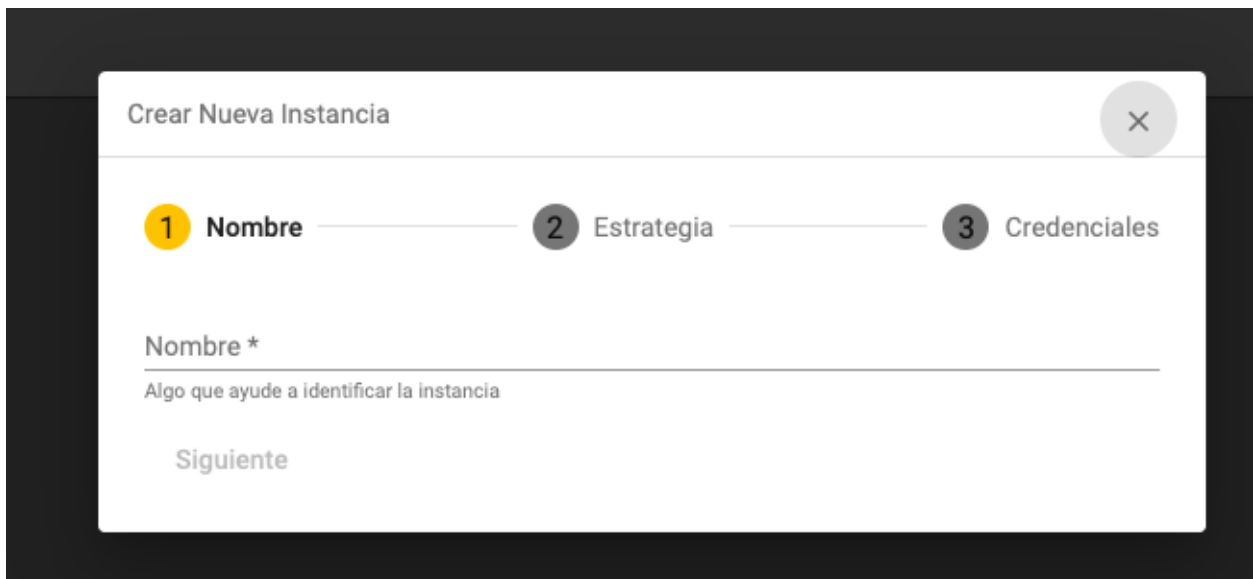 Crear Nueva Instancia
1 Nombre 2 Estrategia 3 Credenciales
Nombre *
Algo que ayude a identificar la instancia
Siguiente